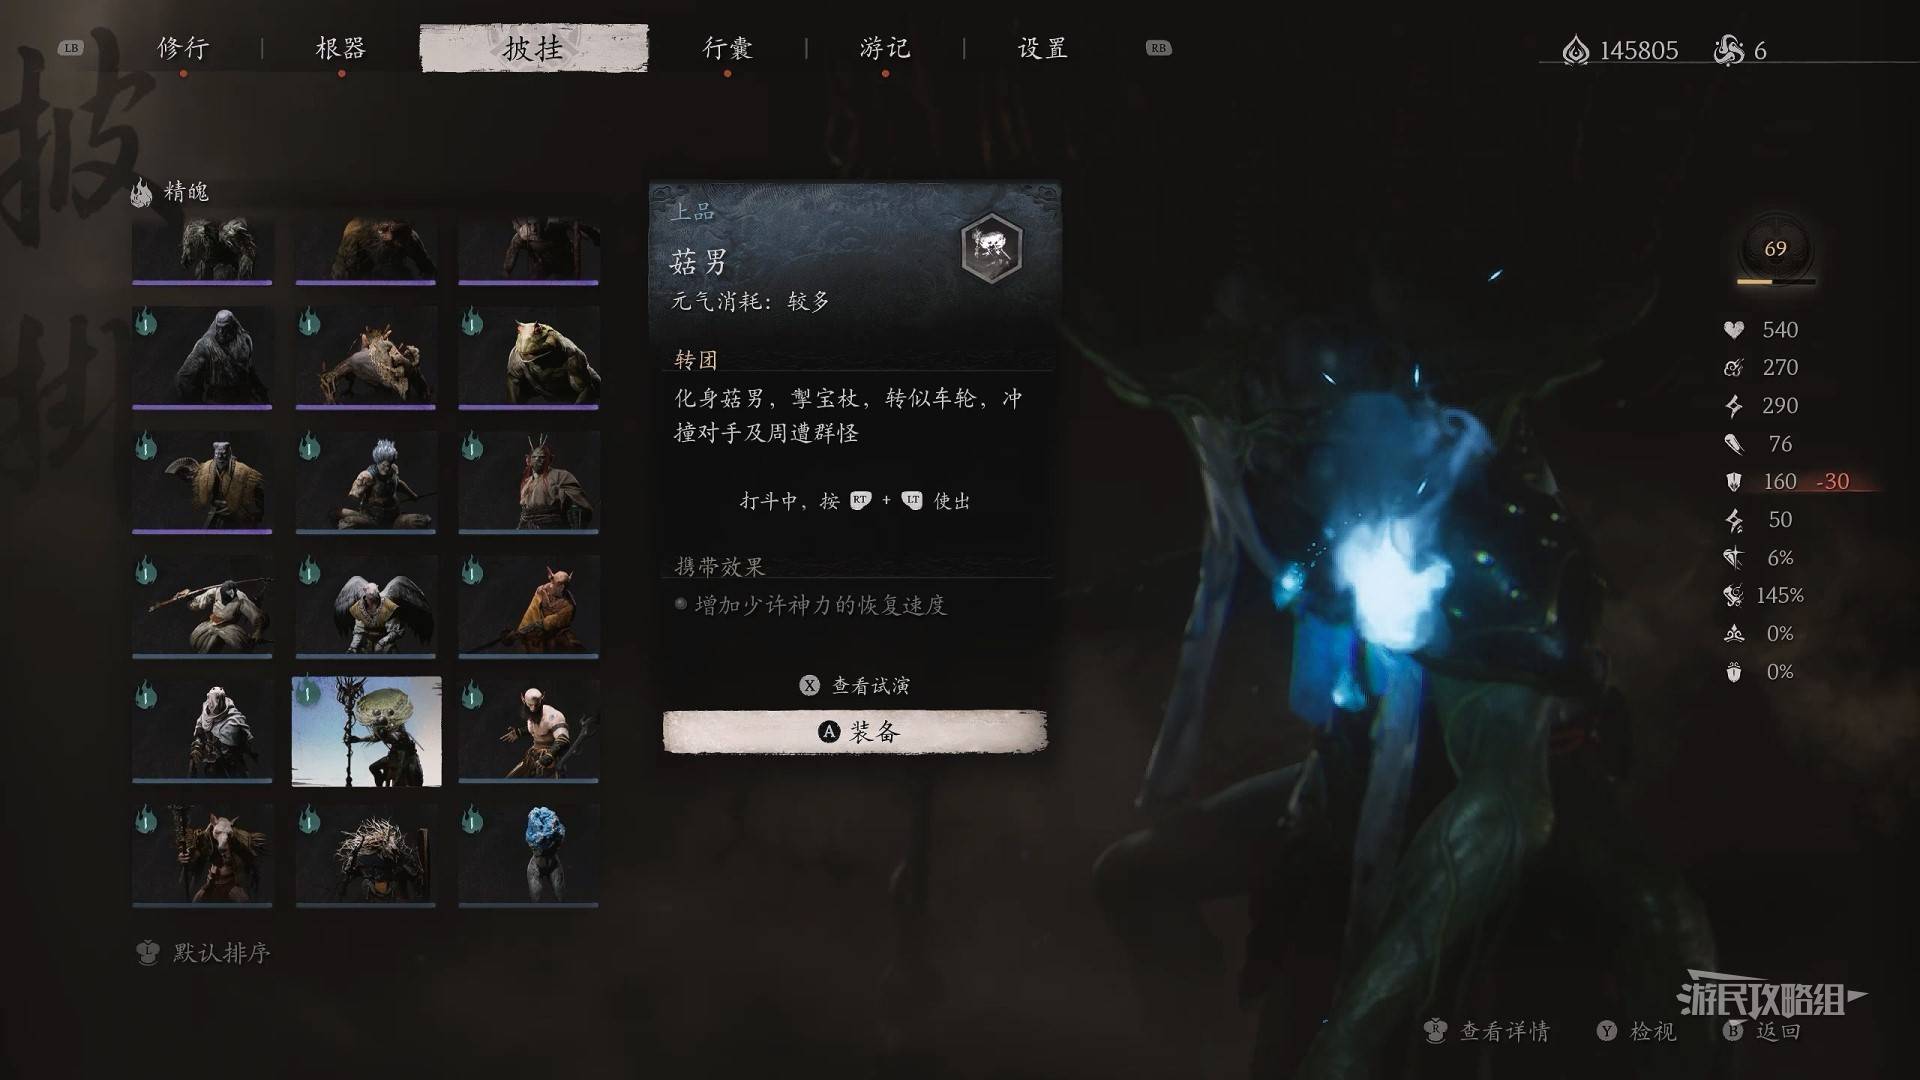 LB 修行 根器 披挂 行囊 游记 设置 RB
145805 6
披挂
精魄
上品
菇男
元气消耗：较多
转团
化身菇男，掣宝杖，转似车轮，冲
撞对手及周遭群怪
打斗中，按 RT + LT 使出
携带效果
增加少许神力的恢复速度
X 查看试演
A 装备
69
540
270
290
76
160 -30
50
6%
145%
0%
0%
L 默认排序
游民攻略组
R 查看详情 Y 检视 B 返回